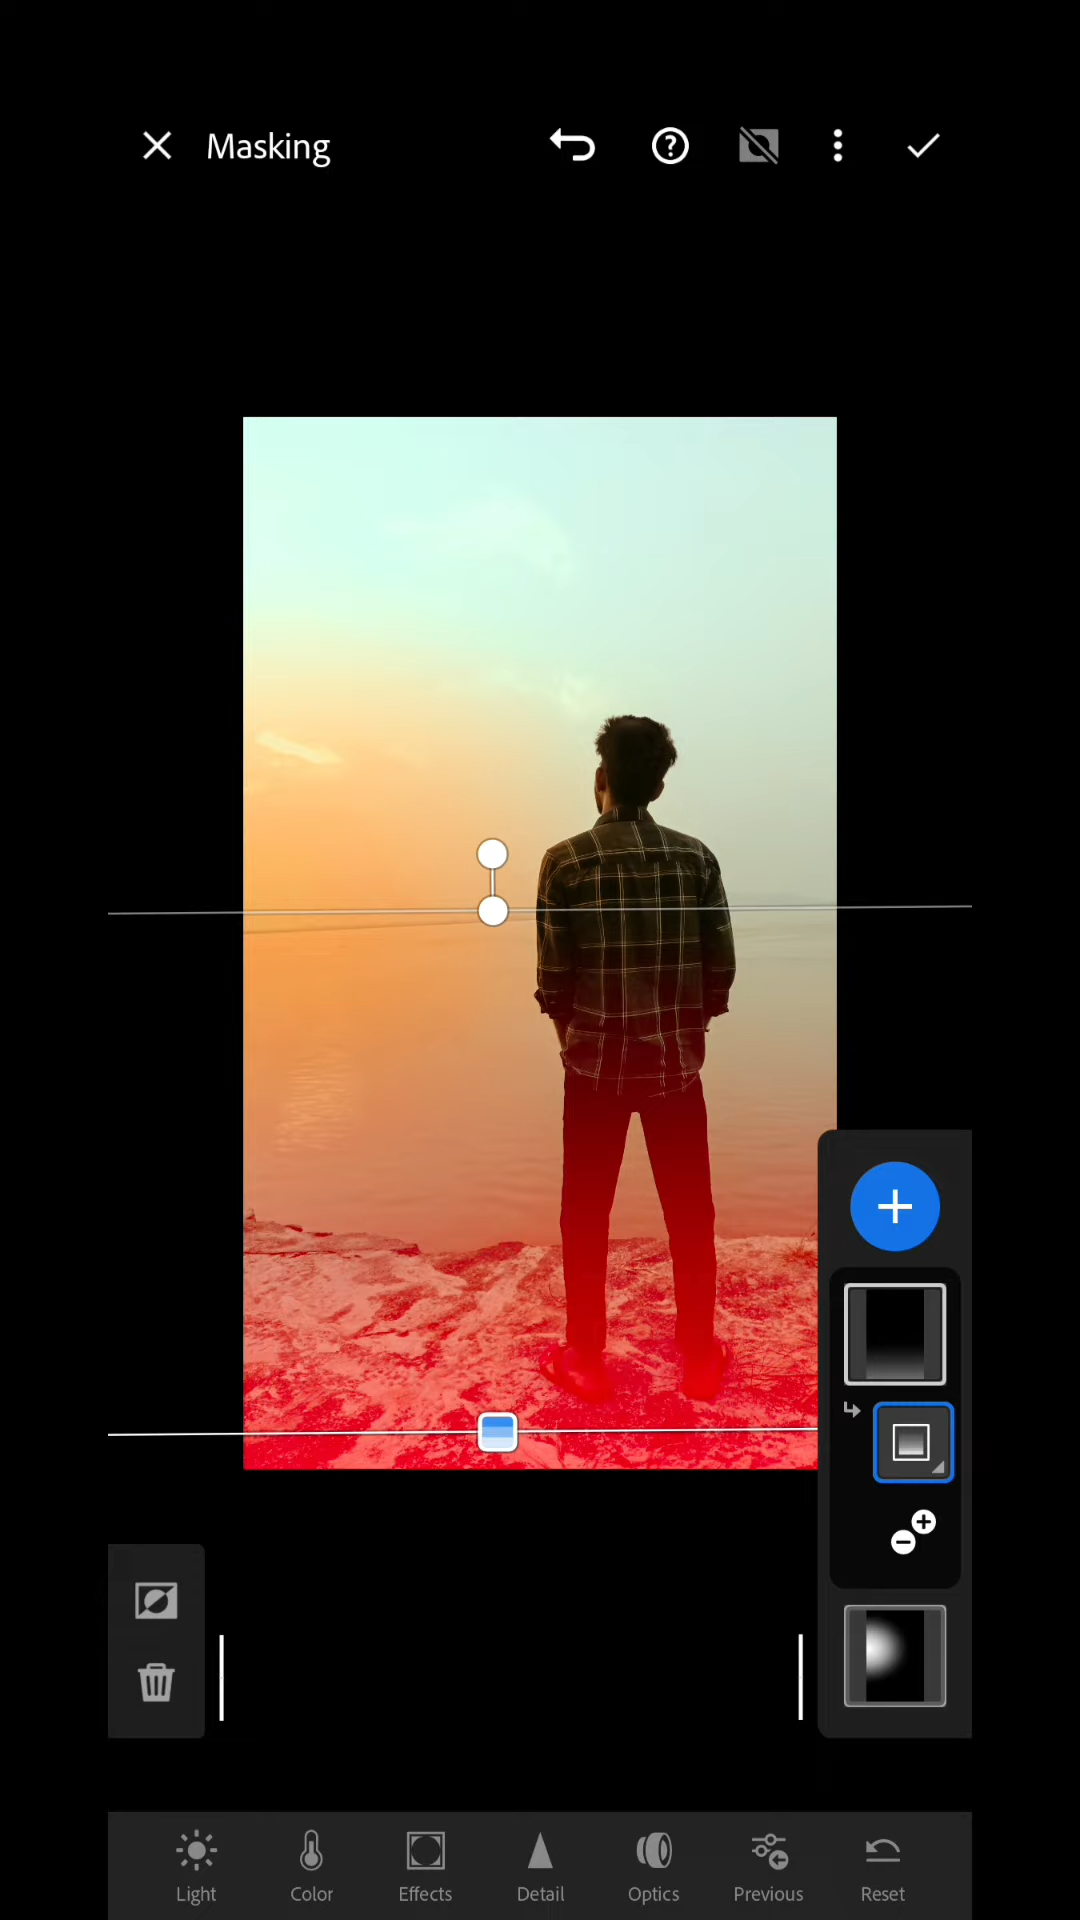 Masking
Light
Color
Effects
Detail
Optics
Previous
Reset